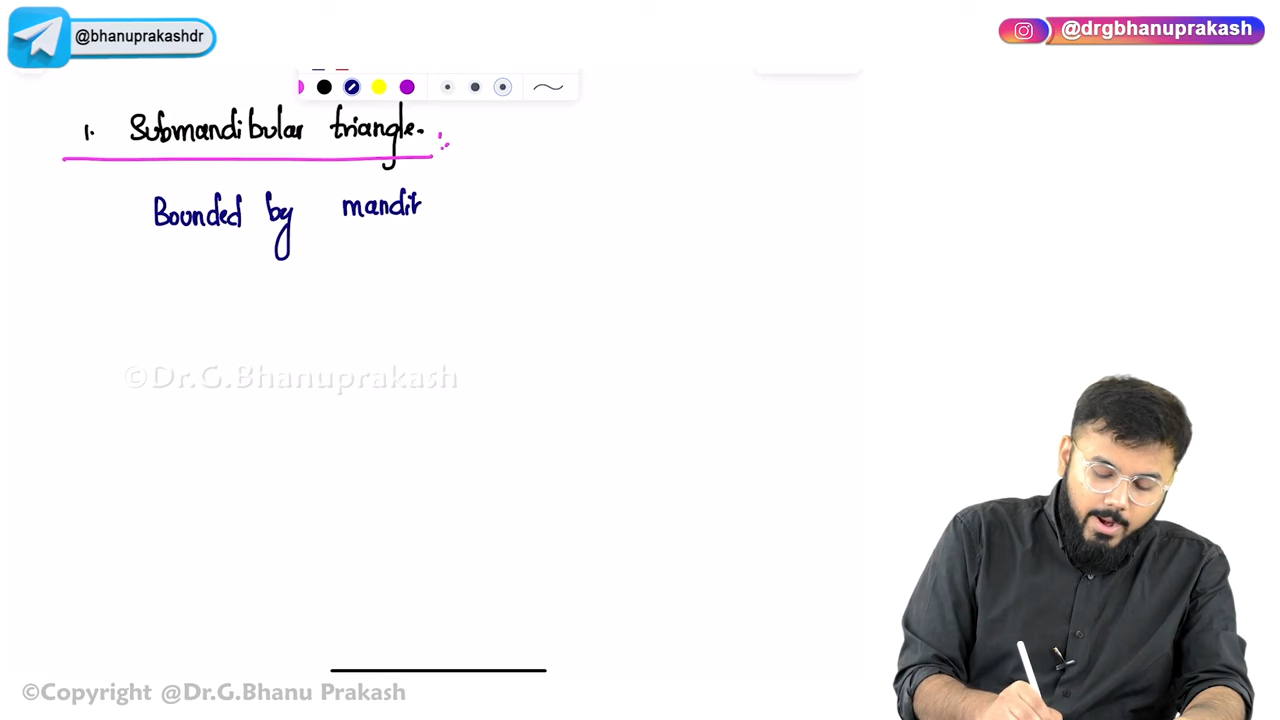 @bhanuprakashdr
@drgbhanuprakash
1. Submandibular triangle.
Bounded by mandib
©Dr.G.Bhanuprakash
©Copyright @Dr.G.Bhanu Prakash